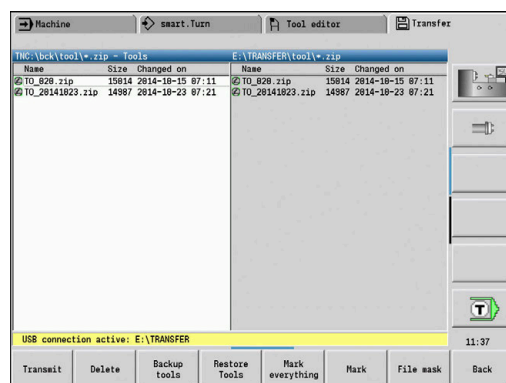 Machine smart.Turn Tool editor Transfer
TNC:\bck\tool\*.zip - Tools E:\TRANSFER\tool\*.zip
Name Size Changed on Name Size Changed on
TO_020.zip 15014 2014-10-15 07:11 TO_020.zip 15014 2014-10-15 07:11
TO_20141023.zip 14987 2014-10-23 07:21 TO_20141023.zip 14987 2014-10-23 07:21
T
USB connection active: E:\TRANSFER
11:37
Transmit Delete Backup tools Restore Tools Mark everything Mark File mask Back